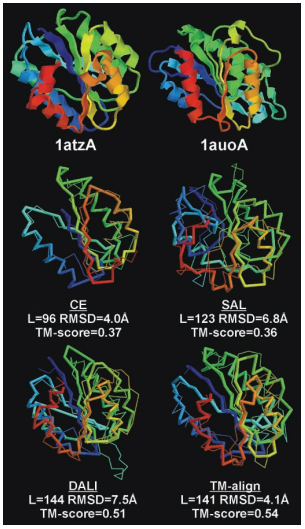 1atzA 1auoA
CE SAL
L=96 RMSD=4.0Å L=123 RMSD=6.8Å
TM-score=0.37 TM-score=0.36
DALI TM-align
L=144 RMSD=7.5Å L=141 RMSD=4.1Å
TM-score=0.51 TM-score=0.54